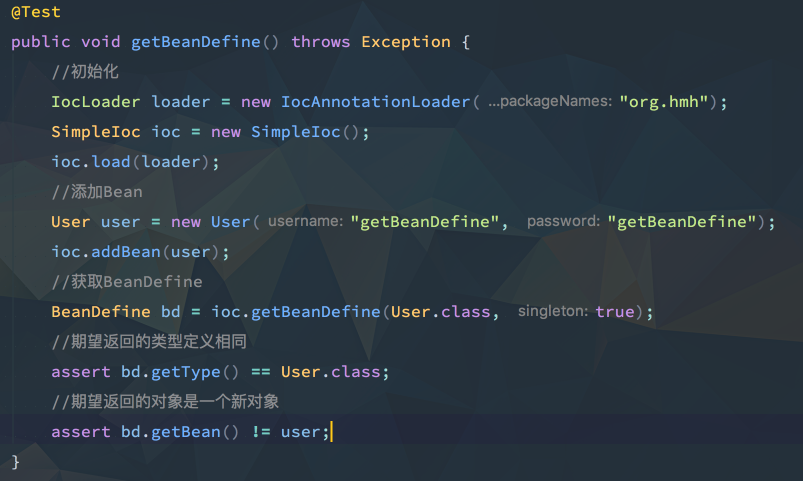 @Test
public void getBeanDefine() throws Exception {
//初始化
IocLoader loader = new IocAnnotationLoader( ...packageNames: "org.hmh");
SimpleIoc ioc = new SimpleIoc();
ioc.load(loader);
//添加Bean
User user = new User( username: "getBeanDefine", password: "getBeanDefine");
ioc.addBean(user);
//获取BeanDefine
BeanDefine bd = ioc.getBeanDefine(User.class, singleton: true);
//期望返回的类型定义相同
assert bd.getType() == User.class;
//期望返回的对象是一个新对象
assert bd.getBean() != user;
}